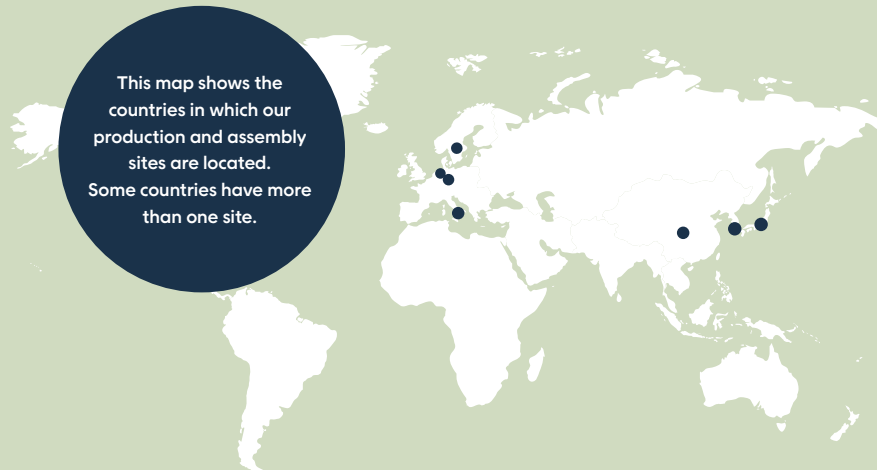 This map shows the
countries in which our
production and assembly
sites are located.
Some countries have more
than one site.